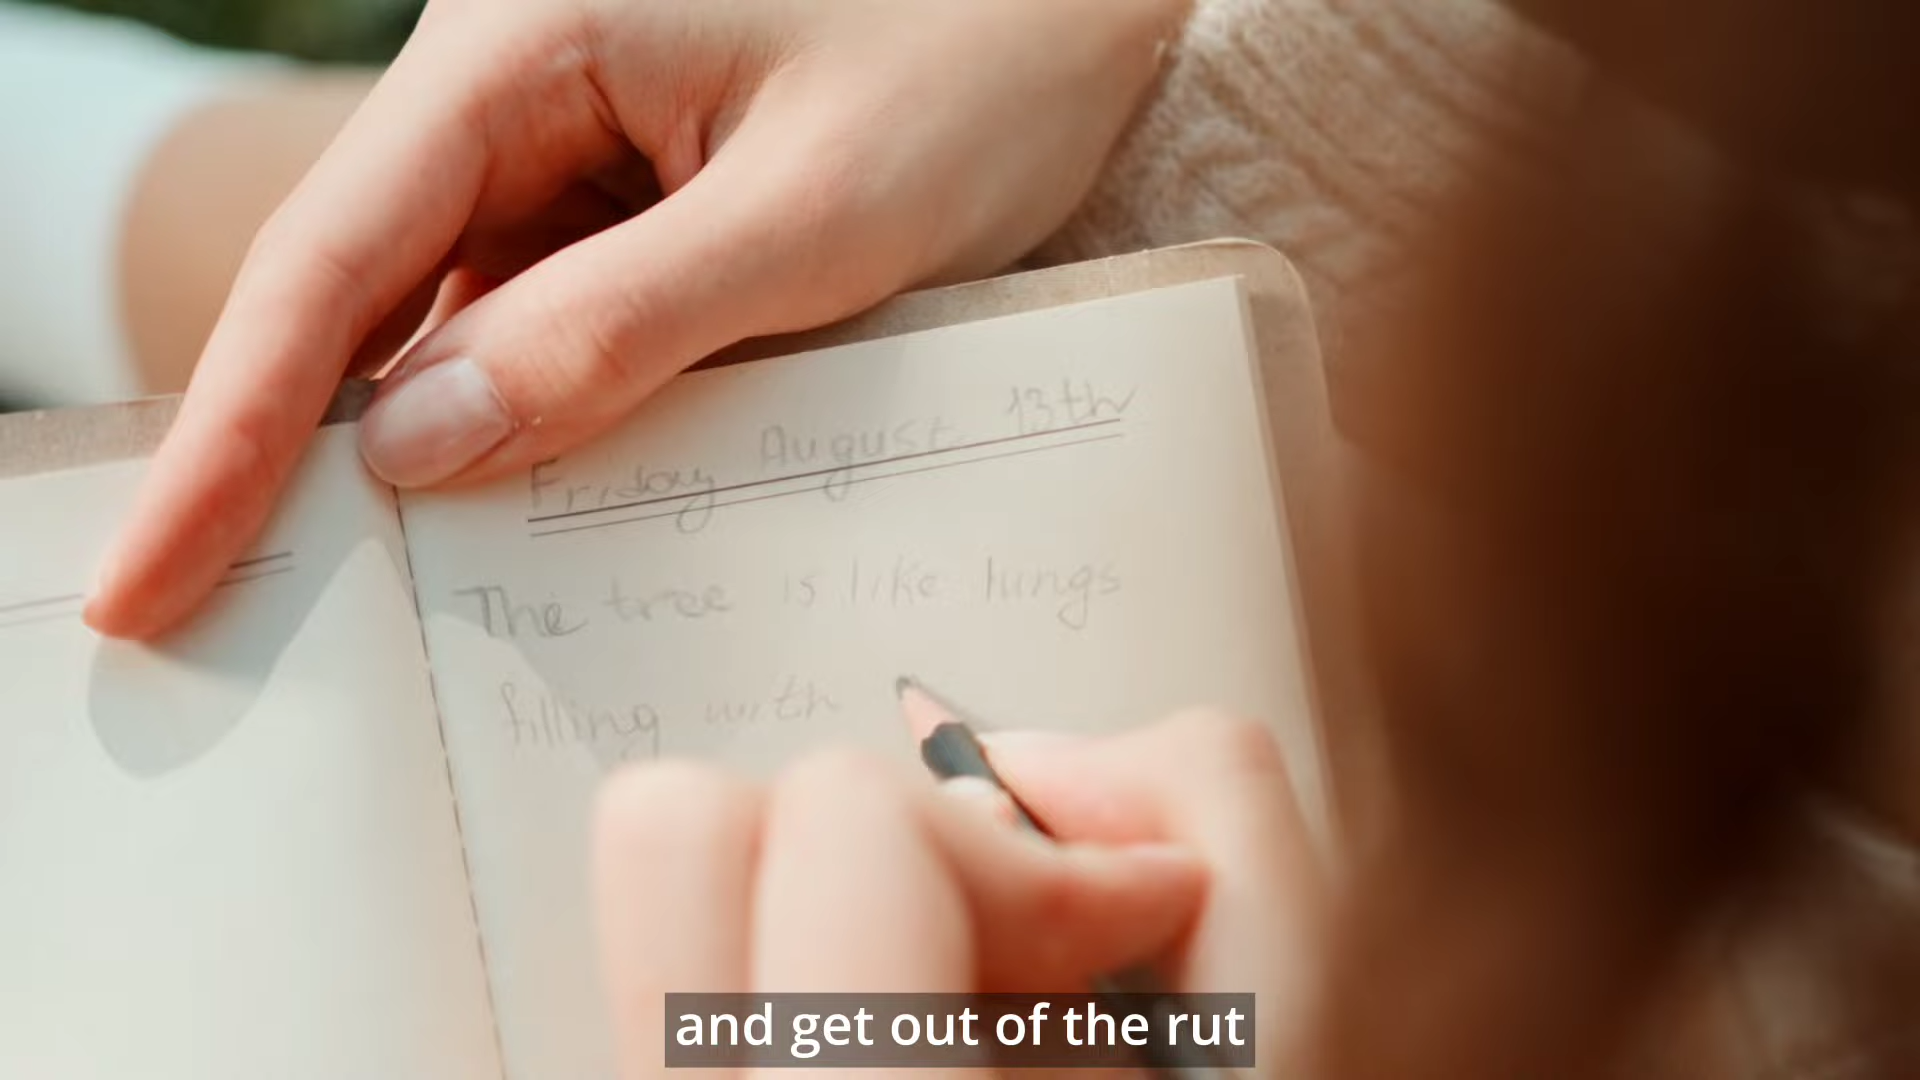 Friday August 13th
The tree is like lungs
filling with
and get out of the rut